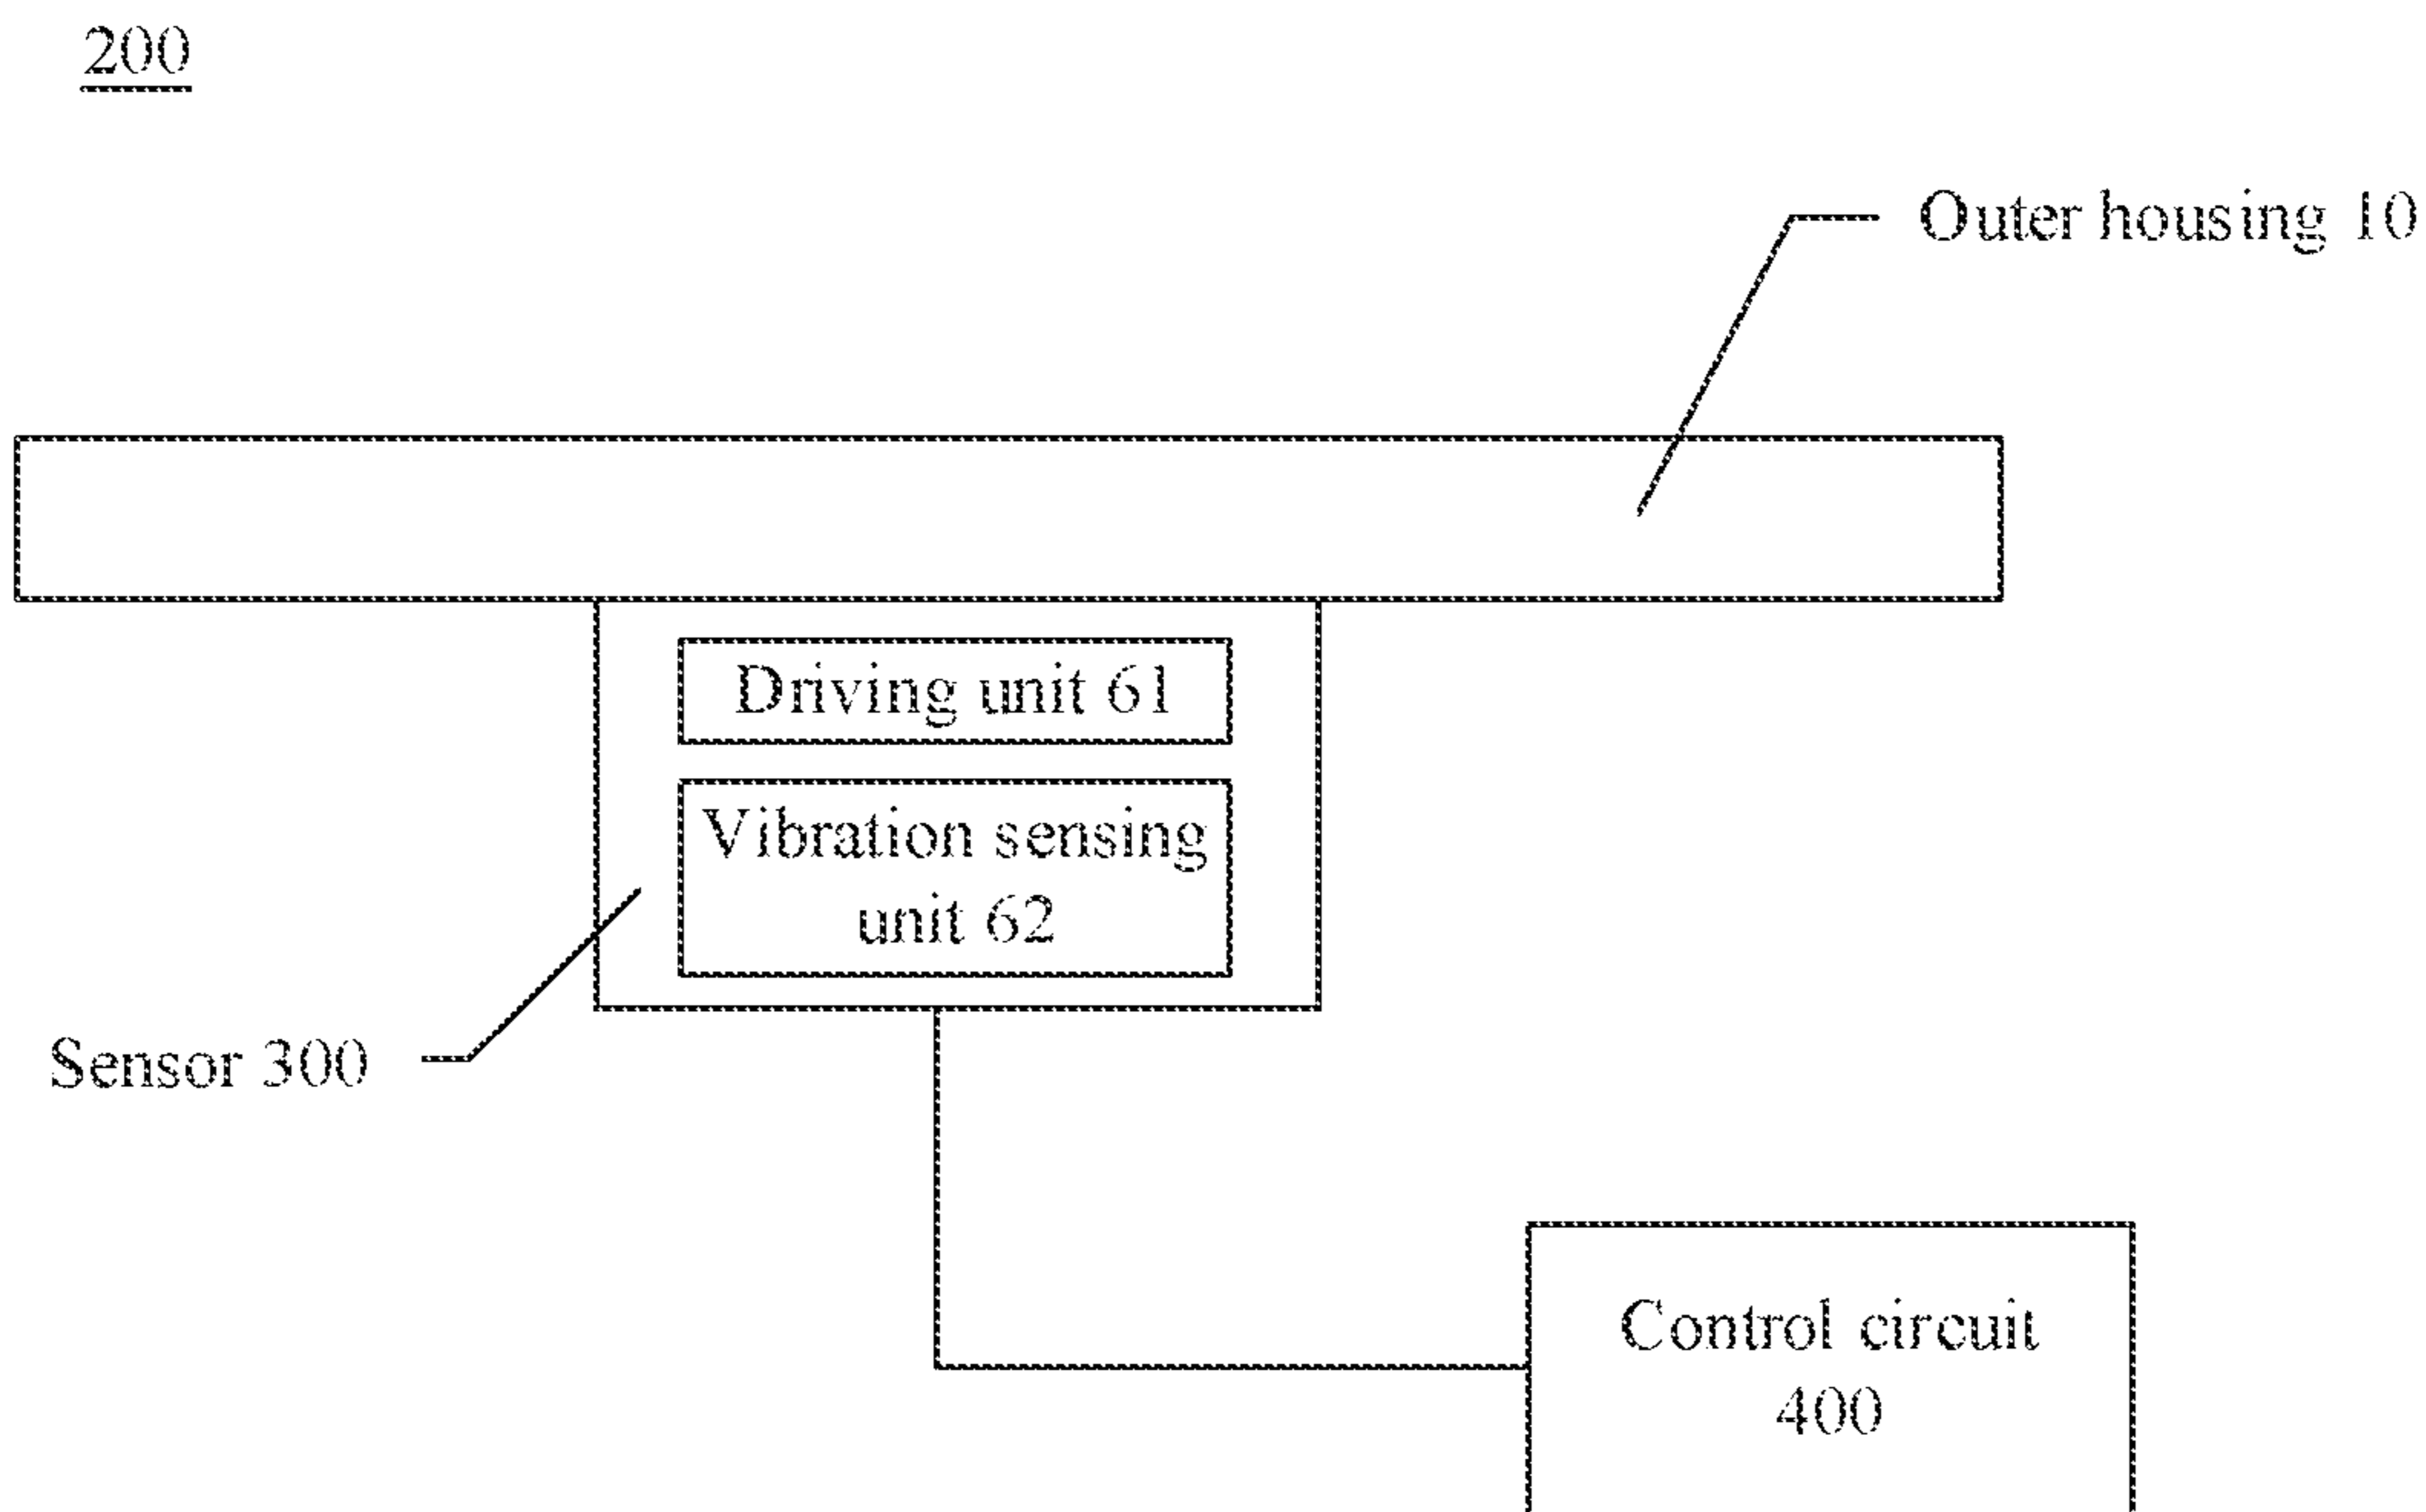 200
Outer housing 10
Driving unit 61
Vibration sensing
unit 62
Sensor 300
Control circuit
400